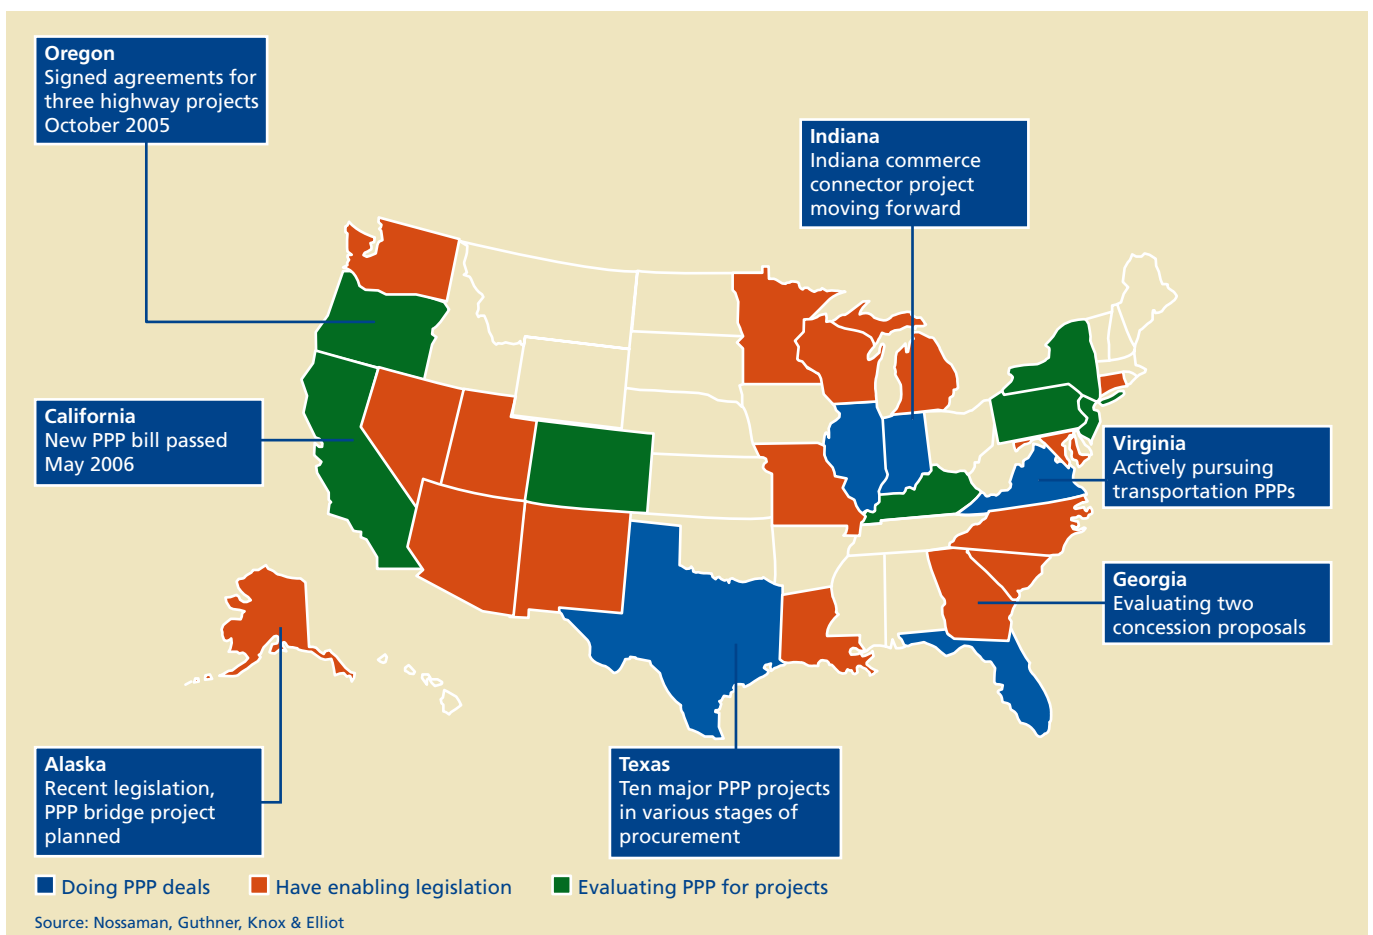 Oregon
Signed agreements for
three highway projects
October 2005
Indiana
Indiana commerce
connector project
moving forward
California
New PPP bill passed
May 2006
Virginia
Actively pursuing
transportation PPPs
Georgia
Evaluating two
concession proposals
Alaska
Recent legislation,
PPP bridge project
planned
Texas
Ten major PPP projects
in various stages of
procurement
Doing PPP deals
Have enabling legislation
Evaluating PPP for projects
Source: Nossaman, Guthner, Knox & Elliot